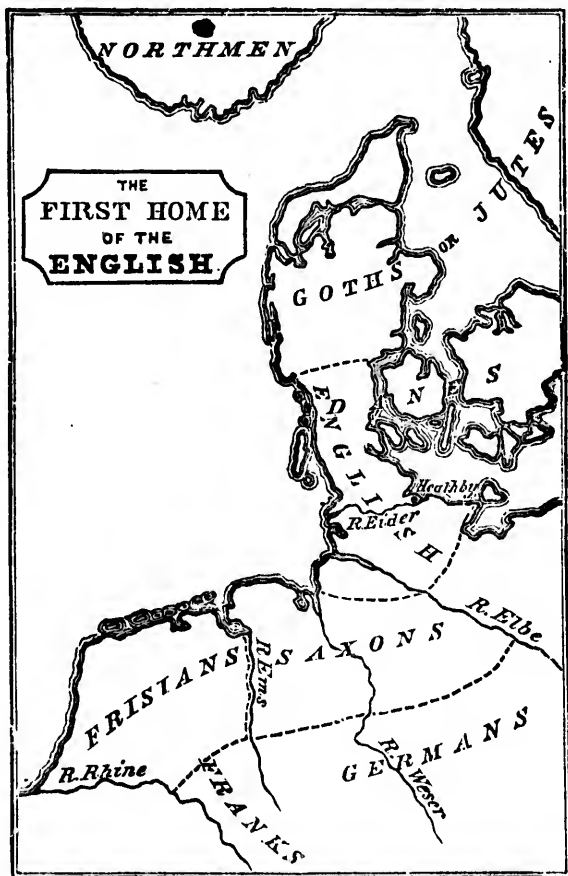 NORTHMEN
THE
FIRST HOME
OF THE
ENGLISH.
GOTHS OR JUTES
D N E S
ENGLISH
Heathby
R.Eider
R.Elbe
FRISIANS
SAXONS
R.Ems
R.Rhine
R.Weser
GERMANS
FRANKS